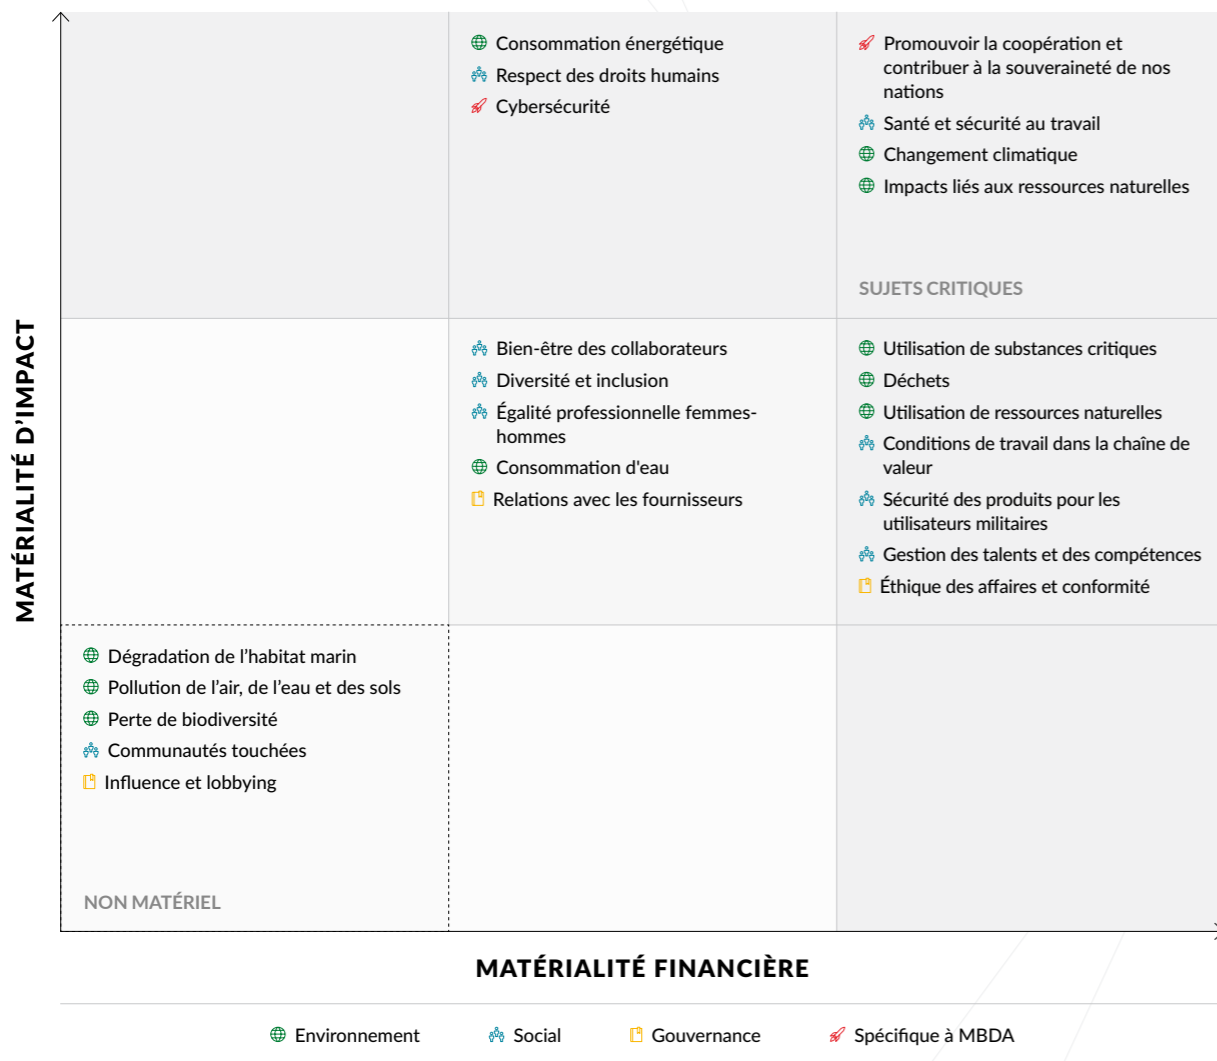 MATÉRIALITÉ D'IMPACT
Consommation énergétique
Respect des droits humains
Cybersécurité
Promouvoir la coopération et
contribuer à la souveraineté de nos
nations
Santé et sécurité au travail
Changement climatique
Impacts liés aux ressources naturelles
SUJETS CRITIQUES
Bien-être des collaborateurs
Diversité et inclusion
Égalité professionnelle femmes-
hommes
Consommation d'eau
Relations avec les fournisseurs
Utilisation de substances critiques
Déchets
Utilisation de ressources naturelles
Conditions de travail dans la chaîne de
valeur
Sécurité des produits pour les
utilisateurs militaires
Gestion des talents et des compétences
Éthique des affaires et conformité
Dégradation de l’habitat marin
Pollution de l’air, de l’eau et des sols
Perte de biodiversité
Communautés touchées
Influence et lobbying
NON MATÉRIEL
MATÉRIALITÉ FINANCIÈRE
Environnement
Social
Gouvernance
Spécifique à MBDA